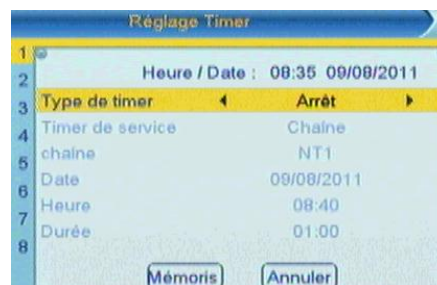 Réglage Timer
1
Heure / Date : 08:35 09/08/2011
2
3 Type de timer Arrêt
4 Timer de service Chaîne
5 chaîne NT1
6 Date 09/08/2011
Heure 08:40
7
Durée 01:00
8
Mémoris Annuler